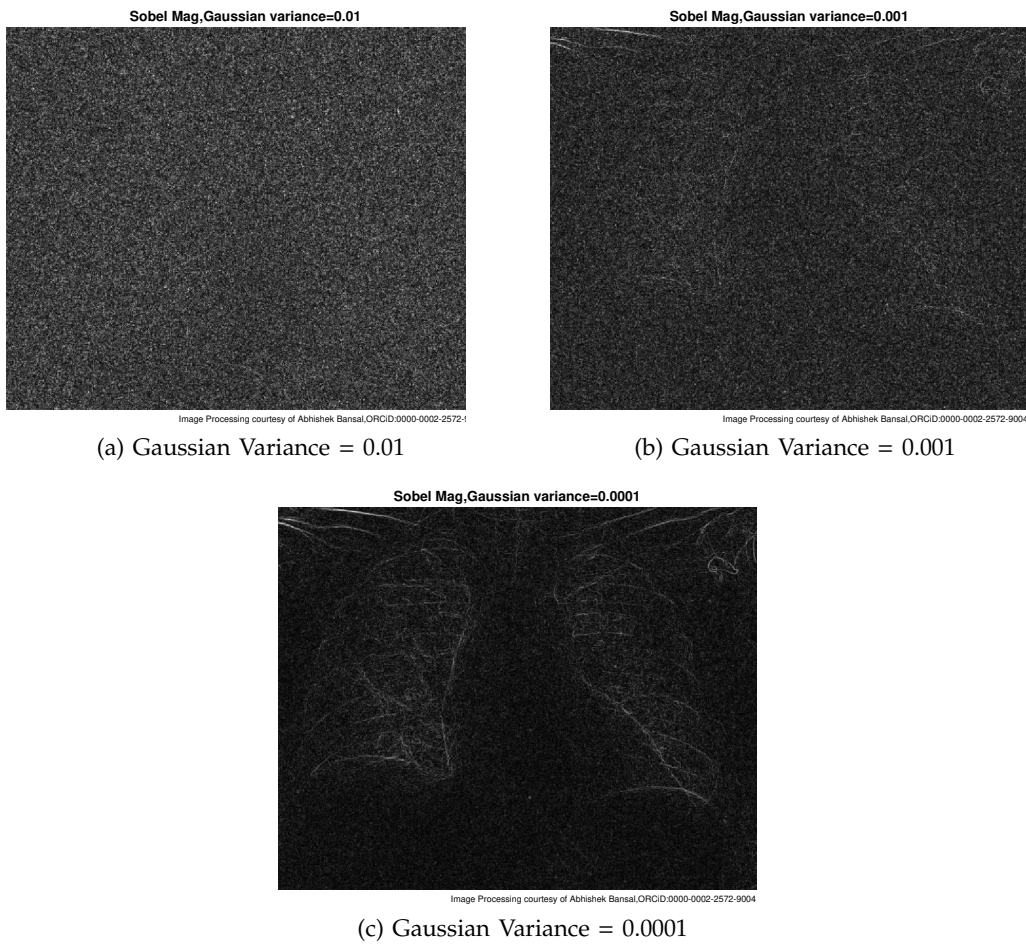 Sobel Mag,Gaussian variance=0.01
Image Processing courtesy of Abhishek Bansal,ORCiD:0000-0002-2572-
(a) Gaussian Variance = 0.01
Sobel Mag,Gaussian variance=0.001
Image Processing courtesy of Abhishek Bansal,ORCiD:0000-0002-2572-9004
(b) Gaussian Variance = 0.001
Sobel Mag,Gaussian variance=0.0001
Image Processing courtesy of Abhishek Bansal,ORCiD:0000-0002-2572-9004
(c) Gaussian Variance = 0.0001